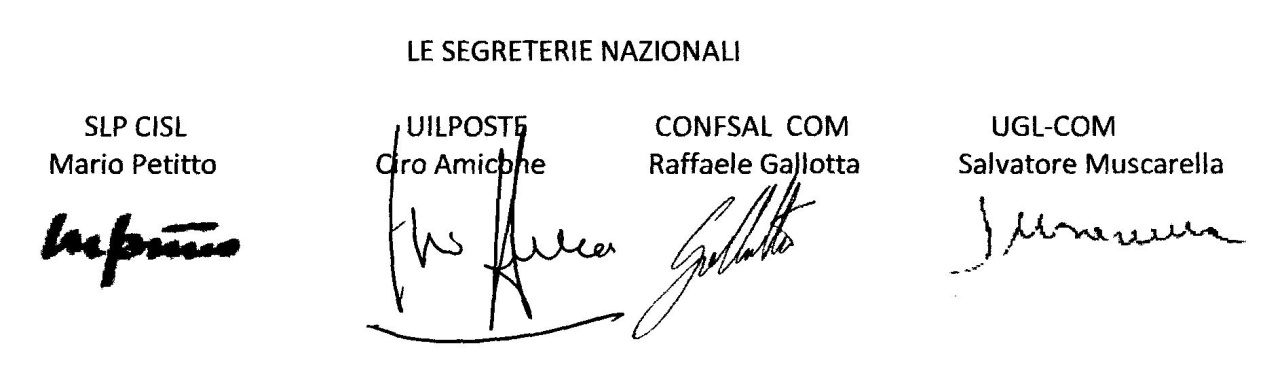 LE SEGRETERIE NAZIONALI
SLP CISL UILPOSTE CONFSAL COM UGL-COM
Mario Petitto Ciro Amicone Raffaele Gallotta Salvatore Muscarella